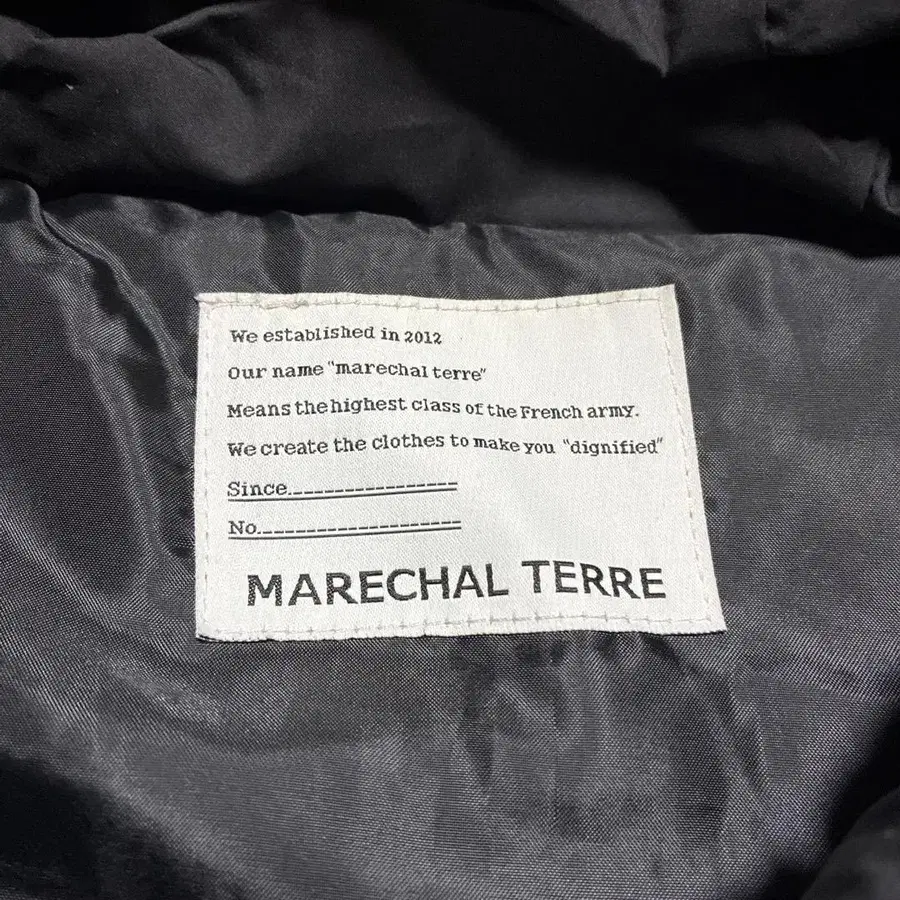 We established in 2012
Our name "marechal terre"
Means the highest class of the French army.
We create the clothes to make you "dignified"
Since
No
MARECHAL TERRE